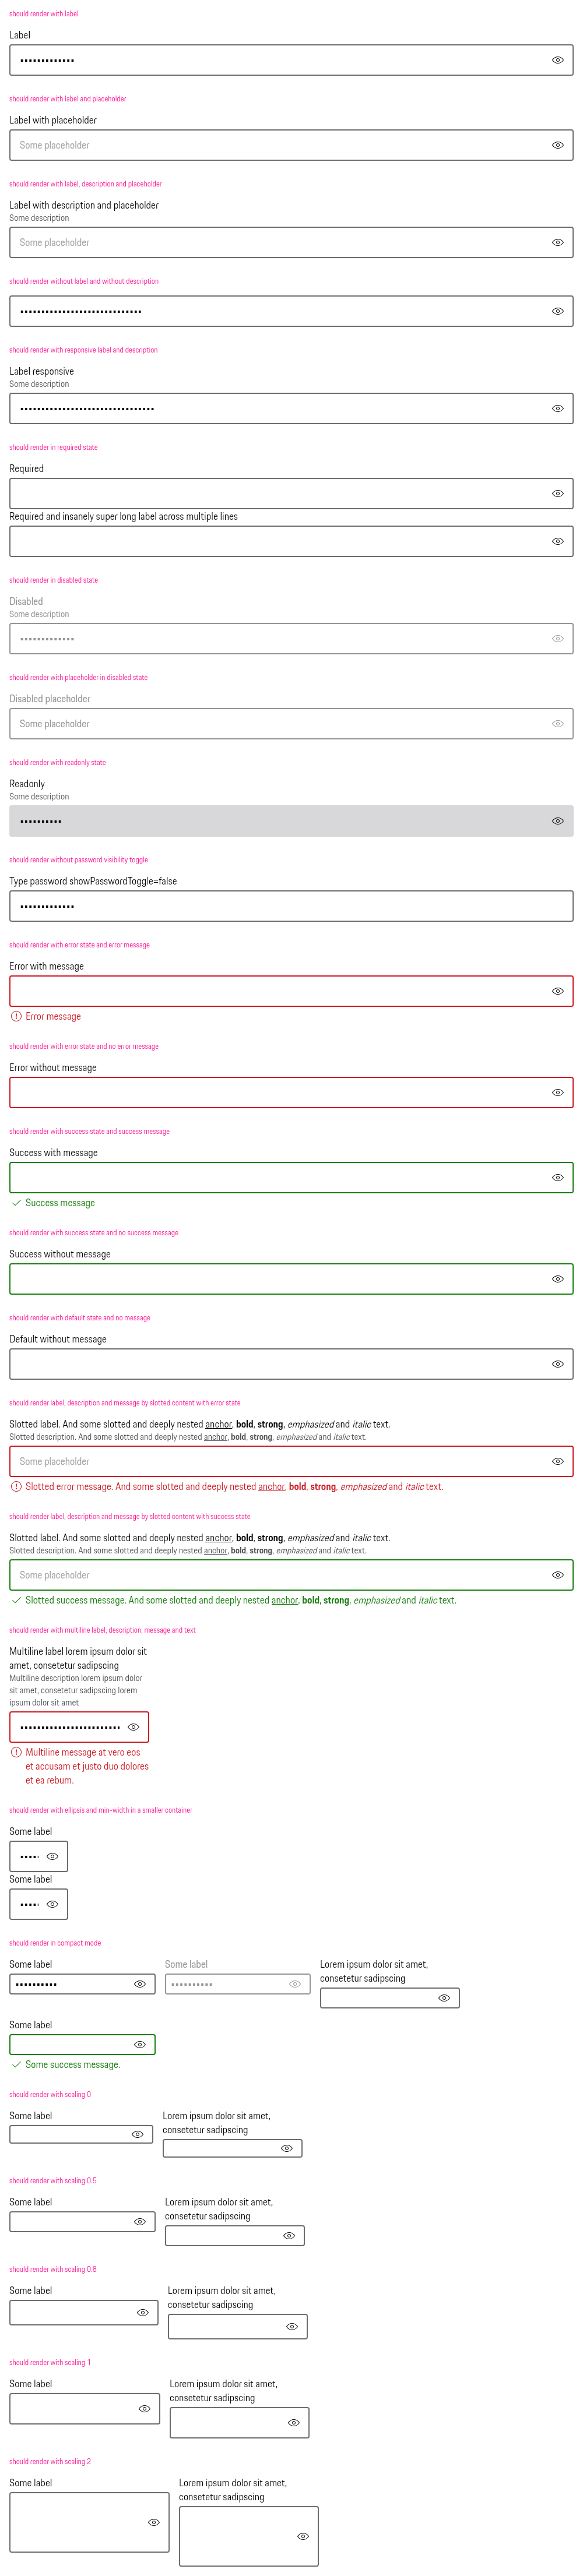 should render with label
Label
should render with label and placeholder
Label with placeholder
Some placeholder
should render with label, description and placeholder
Label with description and placeholder
Some description
Some placeholder
should render without label and without description
should render with responsive label and description
Label responsive
Some description
should render in required state
Required
Required and insanely super long label across multiple lines
should render in disabled state
Disabled
Some description
should render with placeholder in disabled state
Disabled placeholder
Some placeholder
should render with readonly state
Readonly
Some description
should render without password visibility toggle
Type password showPasswordToggle=false
should render with error state and error message
Error with message
Error message
should render with error state and no error message
Error without message
should render with success state and success message
Success with message
Success message
should render with success state and no success message
Success without message
should render with default state and no message
Default without message
should render label, description and message by slotted content with error state
Slotted label. And some slotted and deeply nested anchor, bold, strong, emphasized and italic text.
Slotted description. And some slotted and deeply nested anchor, bold, strong, emphasized and italic text.
Some placeholder
Slotted error message. And some slotted and deeply nested anchor, bold, strong, emphasized and italic text.
should render label, description and message by slotted content with success state
Slotted label. And some slotted and deeply nested anchor, bold, strong, emphasized and italic text.
Slotted description. And some slotted and deeply nested anchor, bold, strong, emphasized and italic text.
Some placeholder
Slotted success message. And some slotted and deeply nested anchor, bold, strong, emphasized and italic text.
should render with multiline label, description, message and text
Multiline label lorem ipsum dolor sit
amet, consetetur sadipscing
Multiline description lorem ipsum dolor
sit amet, consetetur sadipscing lorem
ipsum dolor sit amet
Multiline message at vero eos
et accusam et justo duo dolores
et ea rebum.
should render with ellipsis and min-width in a smaller container
Some label
Some label
should render in compact mode
Some label
Some label
Lorem ipsum dolor sit amet,
consetetur sadipscing
Some label
Some success message.
should render with scaling 0
Some label
Lorem ipsum dolor sit amet,
consetetur sadipscing
should render with scaling 0.5
Some label
Lorem ipsum dolor sit amet,
consetetur sadipscing
should render with scaling 0.8
Some label
Lorem ipsum dolor sit amet,
consetetur sadipscing
should render with scaling 1
Some label
Lorem ipsum dolor sit amet,
consetetur sadipscing
should render with scaling 2
Some label
Lorem ipsum dolor sit amet,
consetetur sadipscing